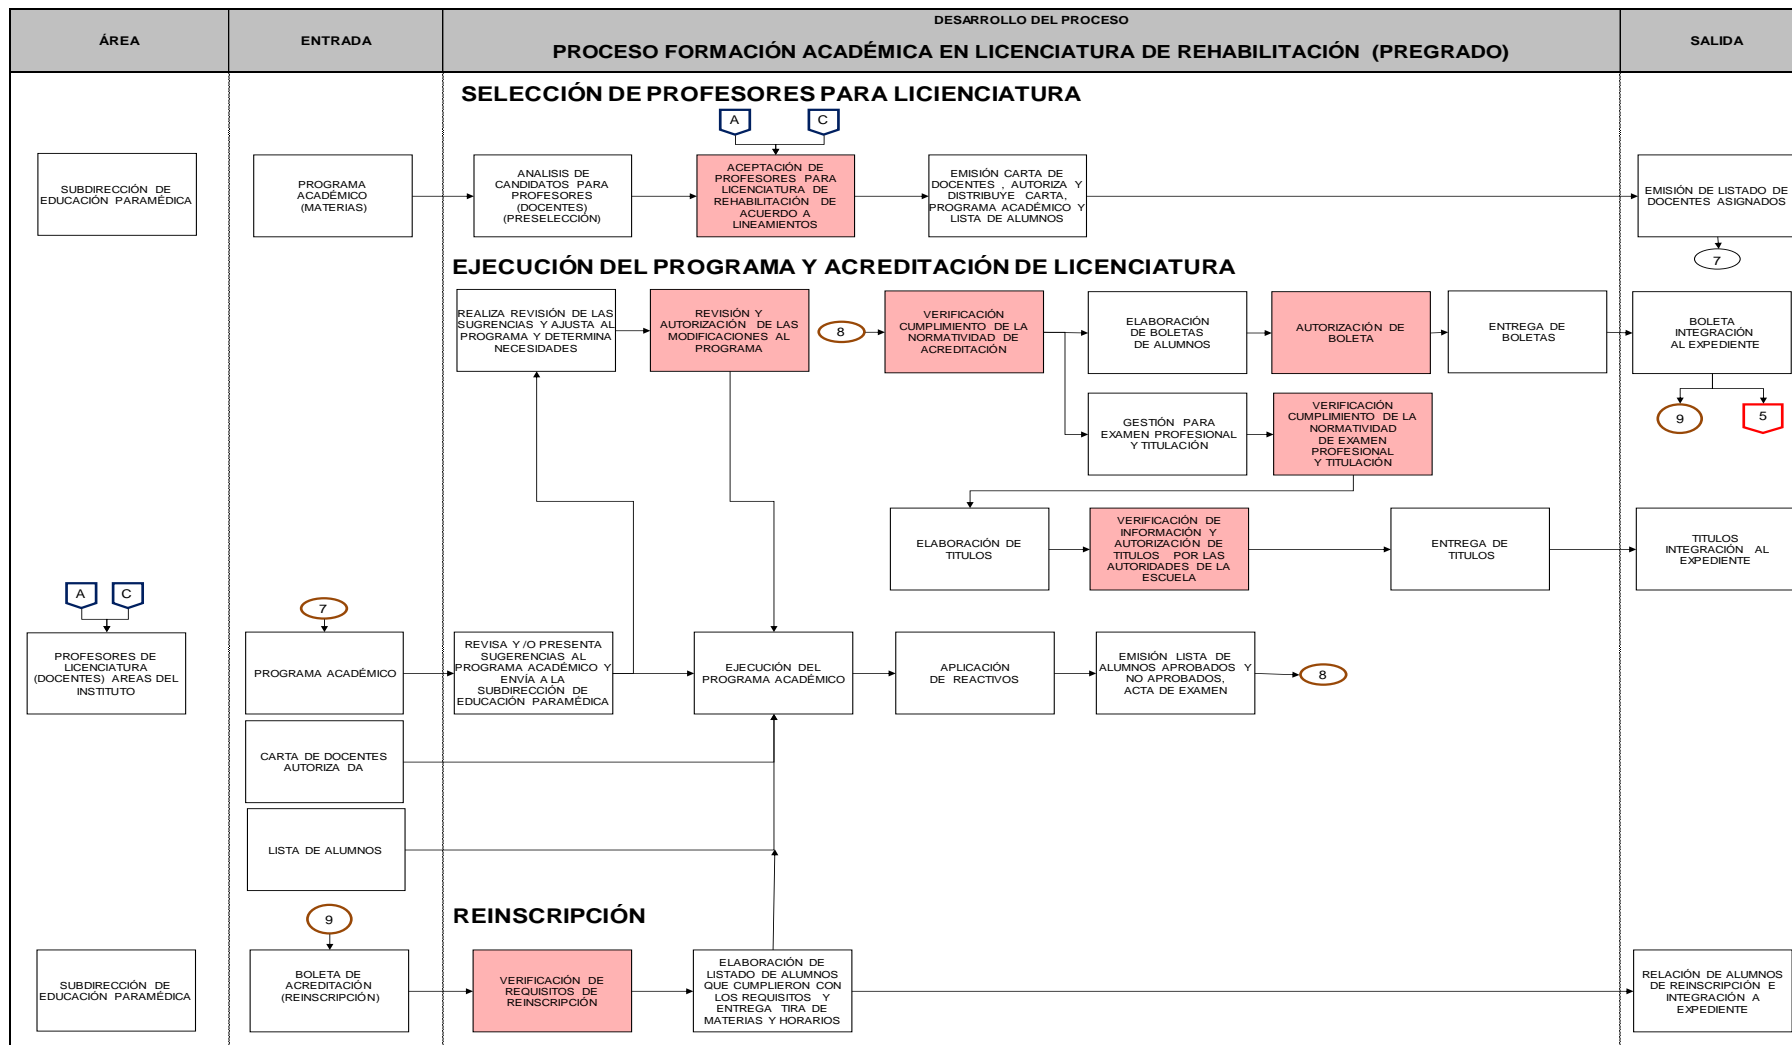 ÁREA
ENTRADA
DESARROLLO DEL PROCESO
PROCESO FORMACIÓN ACADÉMICA EN LICENCIATURA DE REHABILITACIÓN (PREGRADO)
SALIDA
SELECCIÓN DE PROFESORES PARA LICIENCIATURA
A
C
SUBDIRECCIÓN DE
EDUCACIÓN PARAMÉDICA
PROGRAMA
ACADÉMICO
(MATERIAS)
ANALISIS DE
CANDIDATOS PARA
PROFESORES
(DOCENTES)
(PRESELECCIÓN)
ACEPTACIÓN DE
PROFESORES PARA
LICENCIATURA DE
REHABILITACIÓN DE
ACUERDO A
LINEAMIENTOS
EMISIÓN CARTA DE
DOCENTES , AUTORIZA Y
DISTRIBUYE CARTA,
PROGRAMA ACADÉMICO Y
LISTA DE ALUMNOS
EMISIÓN DE LISTADO DE
DOCENTES ASIGNADOS
7
EJECUCIÓN DEL PROGRAMA Y ACREDITACIÓN DE LICENCIATURA
REALIZA REVISIÓN DE LAS
SUGRENCIAS Y AJUSTA AL
PROGRAMA Y DETERMINA
NECESIDADES
REVISIÓN Y
AUTORIZACIÓN DE LAS
MODIFICACIONES AL
PROGRAMA
8
VERIFICACIÓN
CUMPLIMIENTO DE LA
NORMATIVIDAD DE
ACREDITACIÓN
ELABORACIÓN
DE BOLETAS
DE ALUMNOS
AUTORIZACIÓN DE
BOLETA
ENTREGA DE
BOLETAS
BOLETA
INTEGRACIÓN
AL EXPEDIENTE
9
5
GESTIÓN PARA
EXAMEN PROFESIONAL
Y TITULACIÓN
VERIFICACIÓN
CUMPLIMIENTO DE LA
NORMATIVIDAD
DE EXAMEN
PROFESIONAL
Y TITULACIÓN
ELABORACIÓN DE
TITULOS
VERIFICACIÓN DE
INFORMACIÓN Y
AUTORIZACIÓN DE
TITULOS POR LAS
AUTORIDADES DE LA
ESCUELA
ENTREGA DE
TITULOS
TITULOS
INTEGRACIÓN AL
EXPEDIENTE
A
C
7
PROFESORES DE
LICENCIATURA
(DOCENTES) AREAS DEL
INSTITUTO
PROGRAMA ACADÉMICO
REVISA Y /O PRESENTA
SUGERENCIAS AL
PROGRAMA ACADÉMICO Y
ENVÍA A LA
SUBDIRECCIÓN DE
EDUCACIÓN PARAMÉDICA
EJECUCIÓN DEL
PROGRAMA ACADÉMICO
APLICACIÓN
DE REACTIVOS
EMISIÓN LISTA DE
ALUMNOS APROBADOS Y
NO APROBADOS,
ACTA DE EXAMEN
8
CARTA DE DOCENTES
AUTORIZA DA
LISTA DE ALUMNOS
9
REINSCRIPCIÓN
SUBDIRECCIÓN DE
EDUCACIÓN PARAMÉDICA
BOLETA DE
ACREDITACIÓN
(REINSCRIPCIÓN)
VERIFICACIÓN DE
REQUISITOS DE
REINSCRIPCIÓN
ELABORACIÓN DE
LISTADO DE ALUMNOS
QUE CUMPLIERON CON
LOS REQUISITOS Y
ENTREGA TIRA DE
MATERIAS Y HORARIOS
RELACIÓN DE ALUMNOS
DE REINSCRIPCIÓN E
INTEGRACIÓN A
EXPEDIENTE